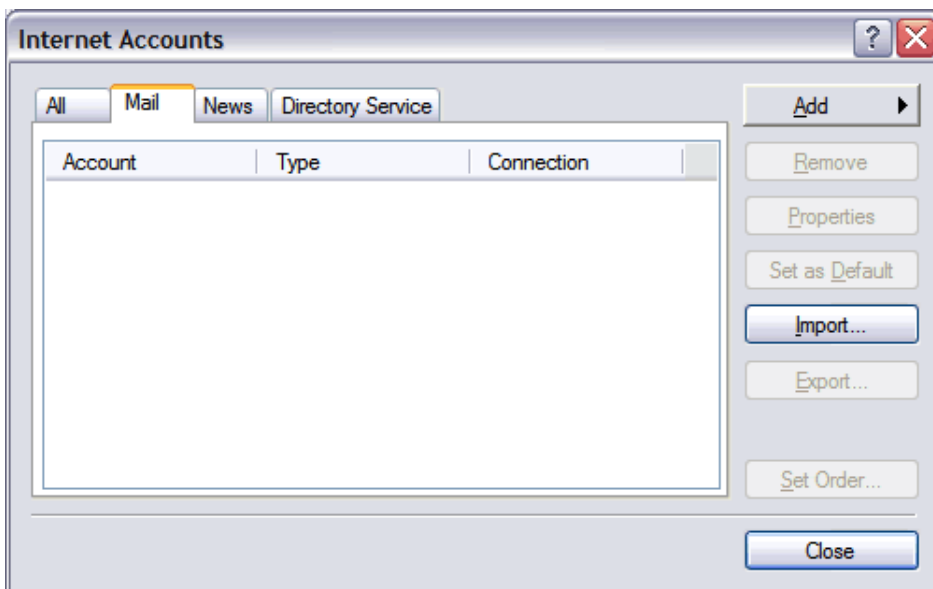 Internet Accounts
?
All Mail News Directory Service
Account Type Connection
Add
Remove
Properties
Set as Default
Import...
Export...
Set Order...
Close